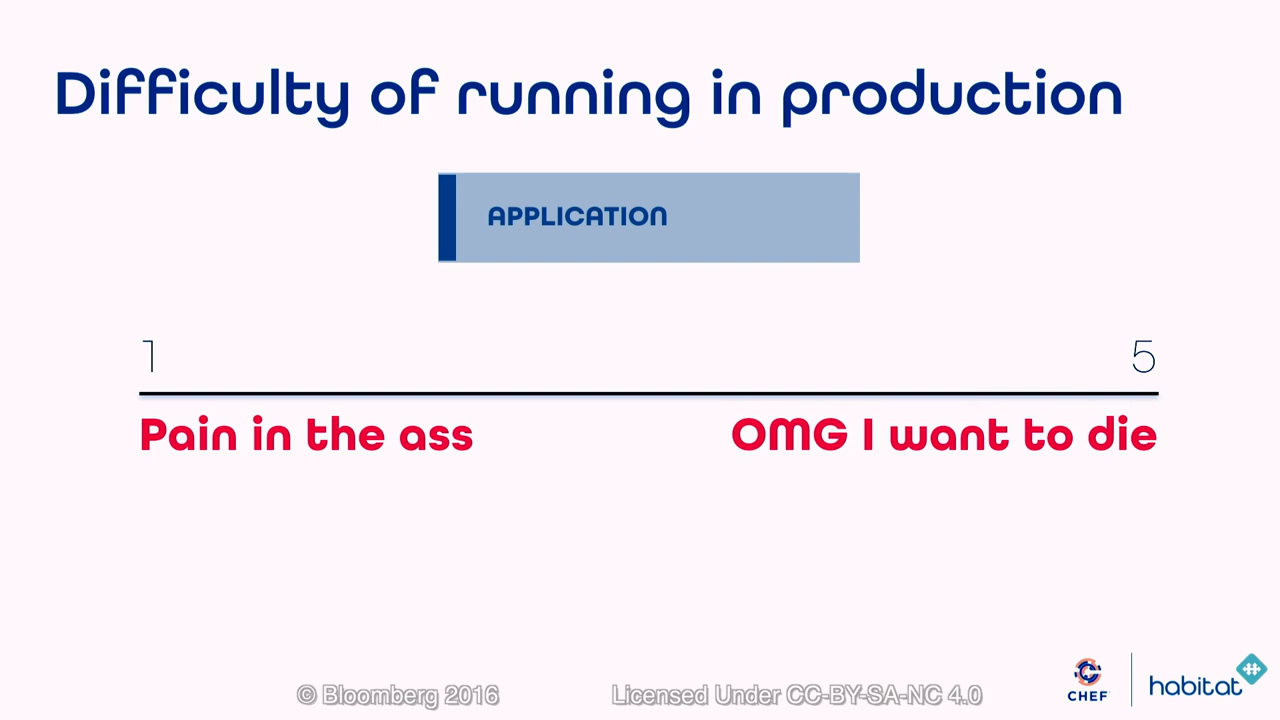 Difficulty of running in production
APPLICATION
1 5
Pain in the ass OMG I want to die
© Bloomberg 2016 Licensed Under CC-BY-SA-NC 4.0
CHEF habitat